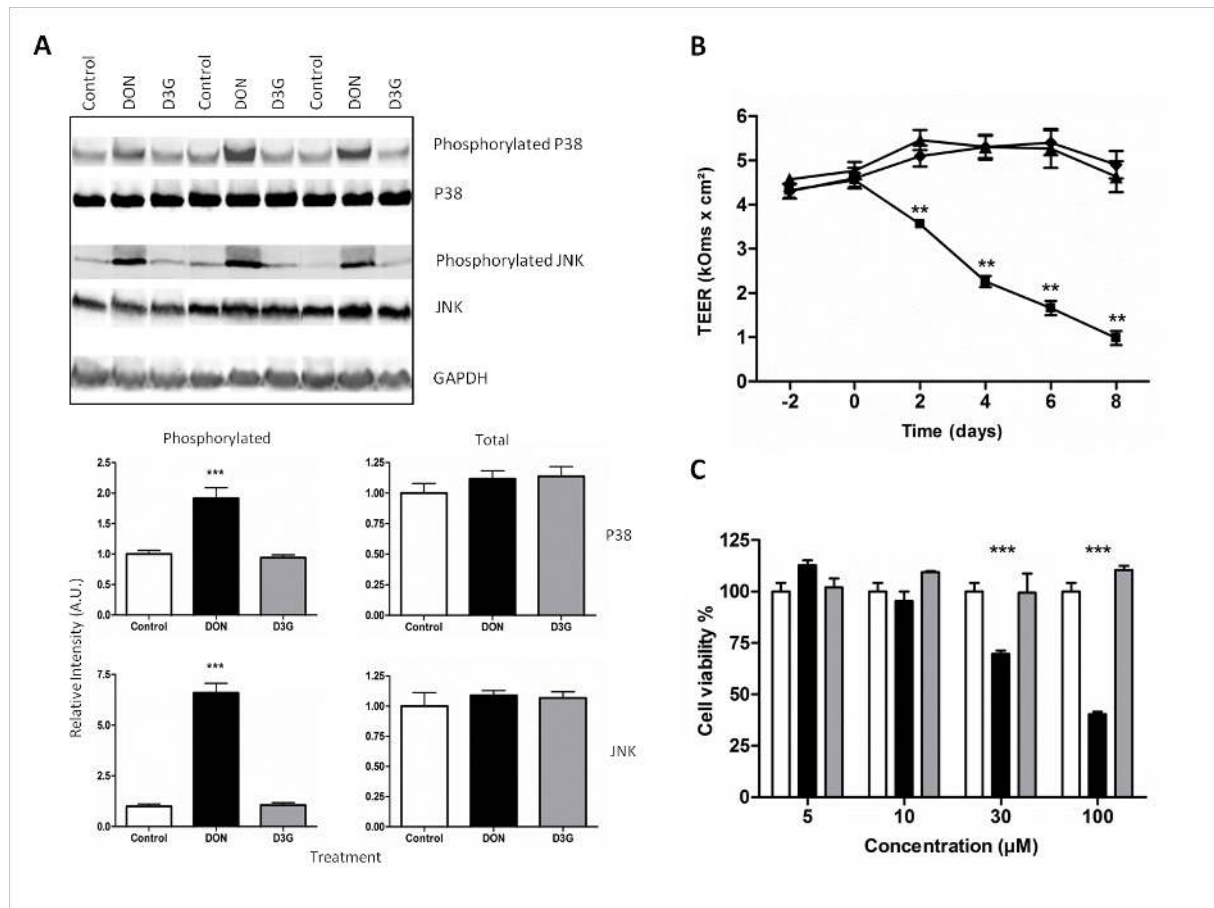 A
Control DON D3G Control DON D3G Control DON D3G
Phosphorylated P38
P38
Phosphorylated JNK
JNK
GAPDH
Phosphorylated
Total
Relative Intensity (A.U.)
2.5
***
2.0
1.5
1.0
0.5
0.0
Control DON D3G
1.25
1.00
0.75
0.50
0.25
0.00
Control DON D3G
P38
7.5
***
5.0
2.5
0.0
Control DON D3G
1.25
1.00
0.75
0.50
0.25
0.00
Control DON D3G
JNK
Treatment
B
TEER (kOms x cm²)
6
5
4
3
2
1
0
**
**
**
**
-2 0 2 4 6 8
Time (days)
C
Cell viability %
125
100
75
50
25
0
***
***
5 10 30 100
Concentration (µM)